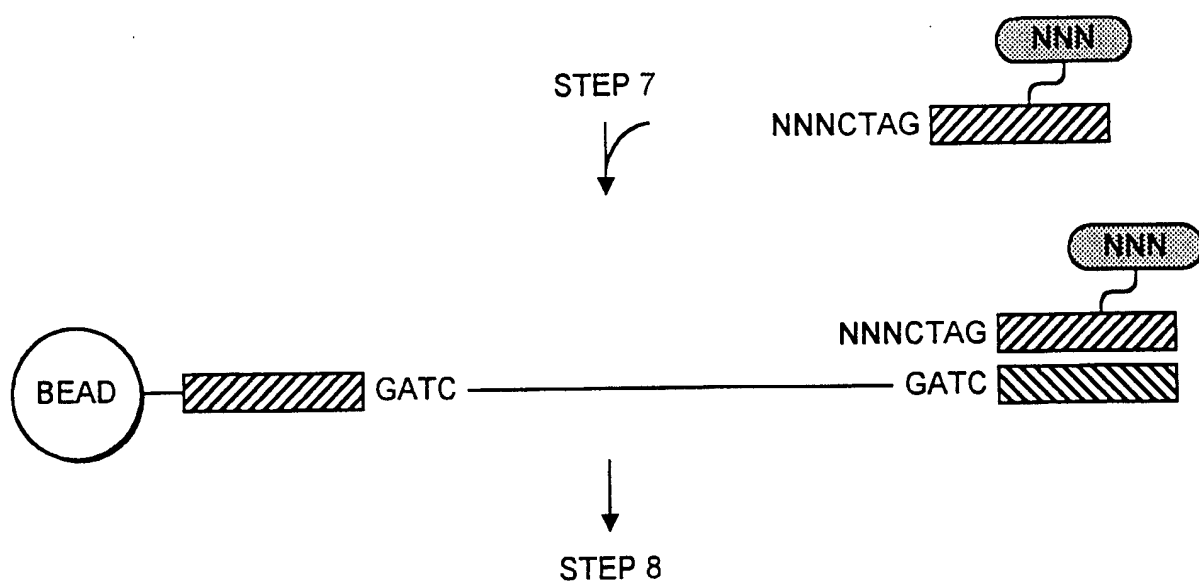 NNN
STEP 7
NNNCTAG
NNN
NNNCTAG
BEAD GATC GATC
STEP 8